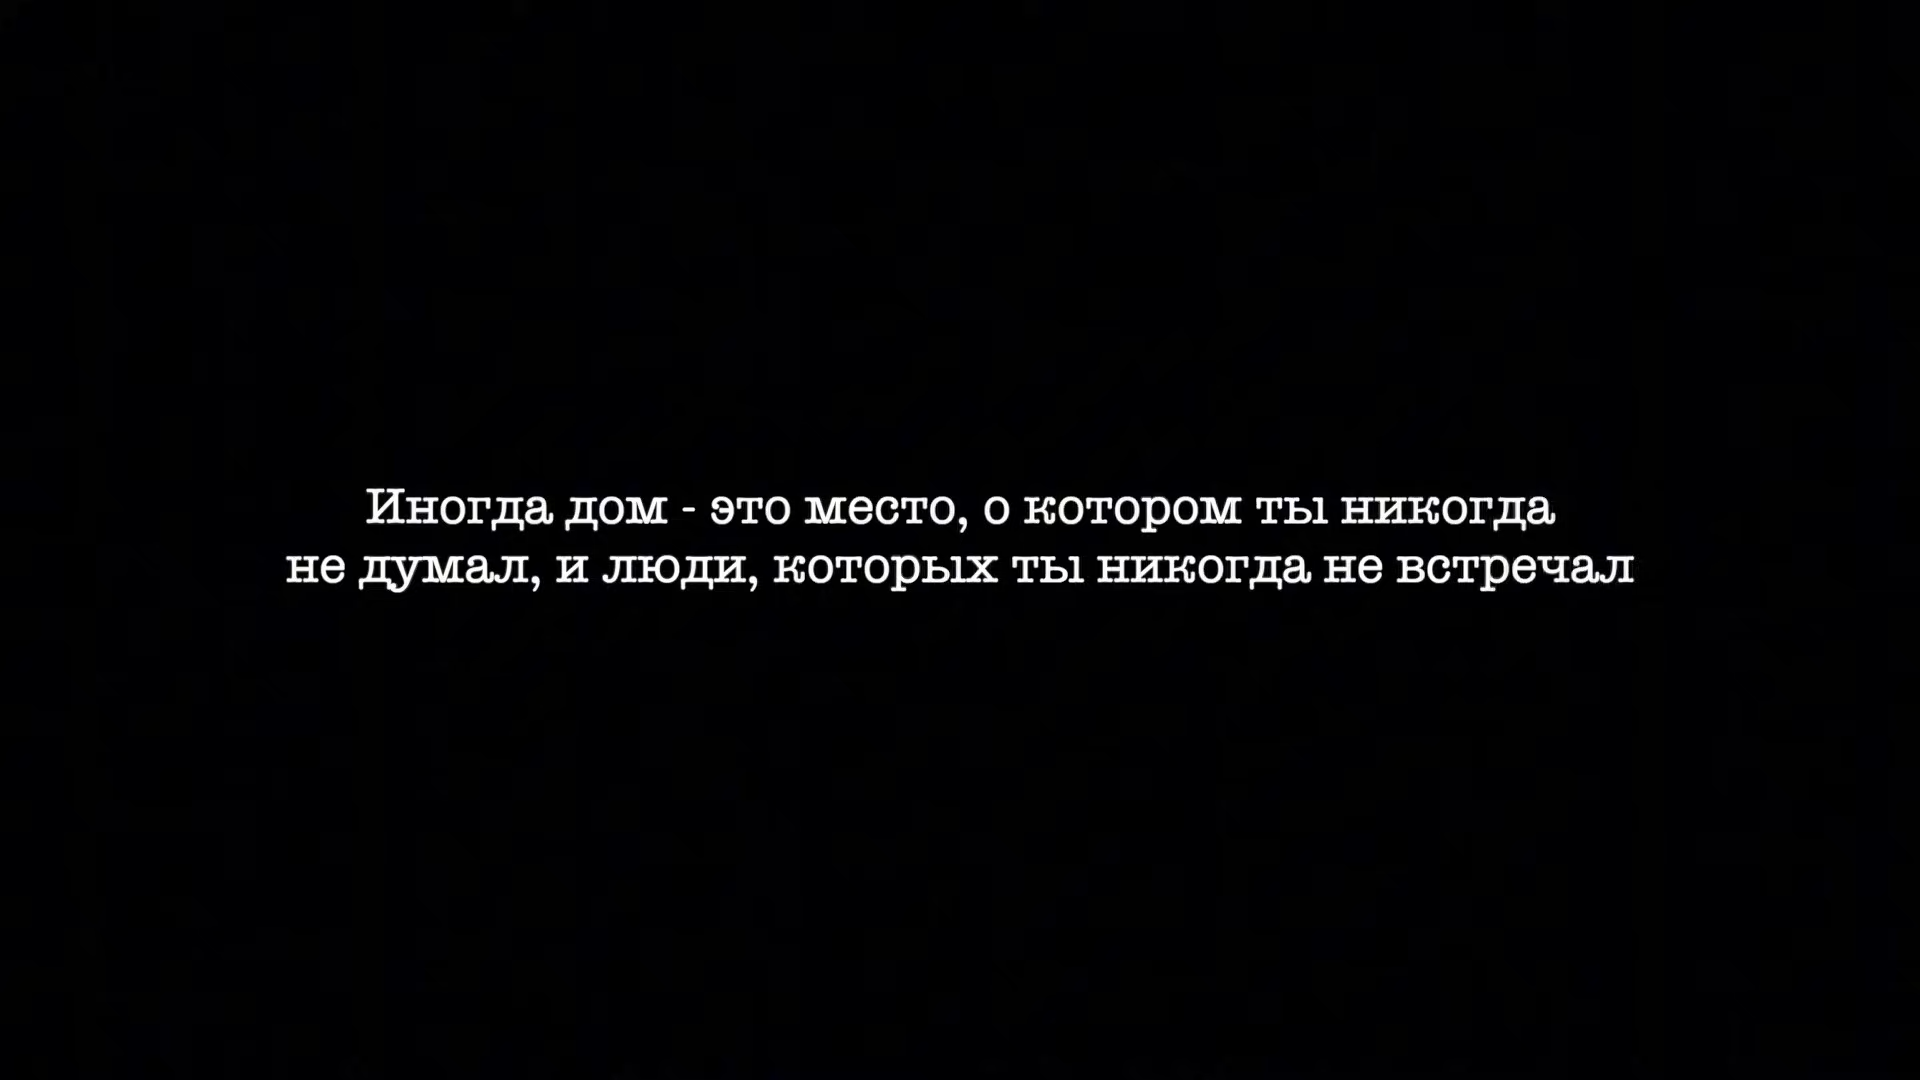 Иногда дом - это место, о котором ты никогда
не думал, и люди, которых ты никогда не встречал